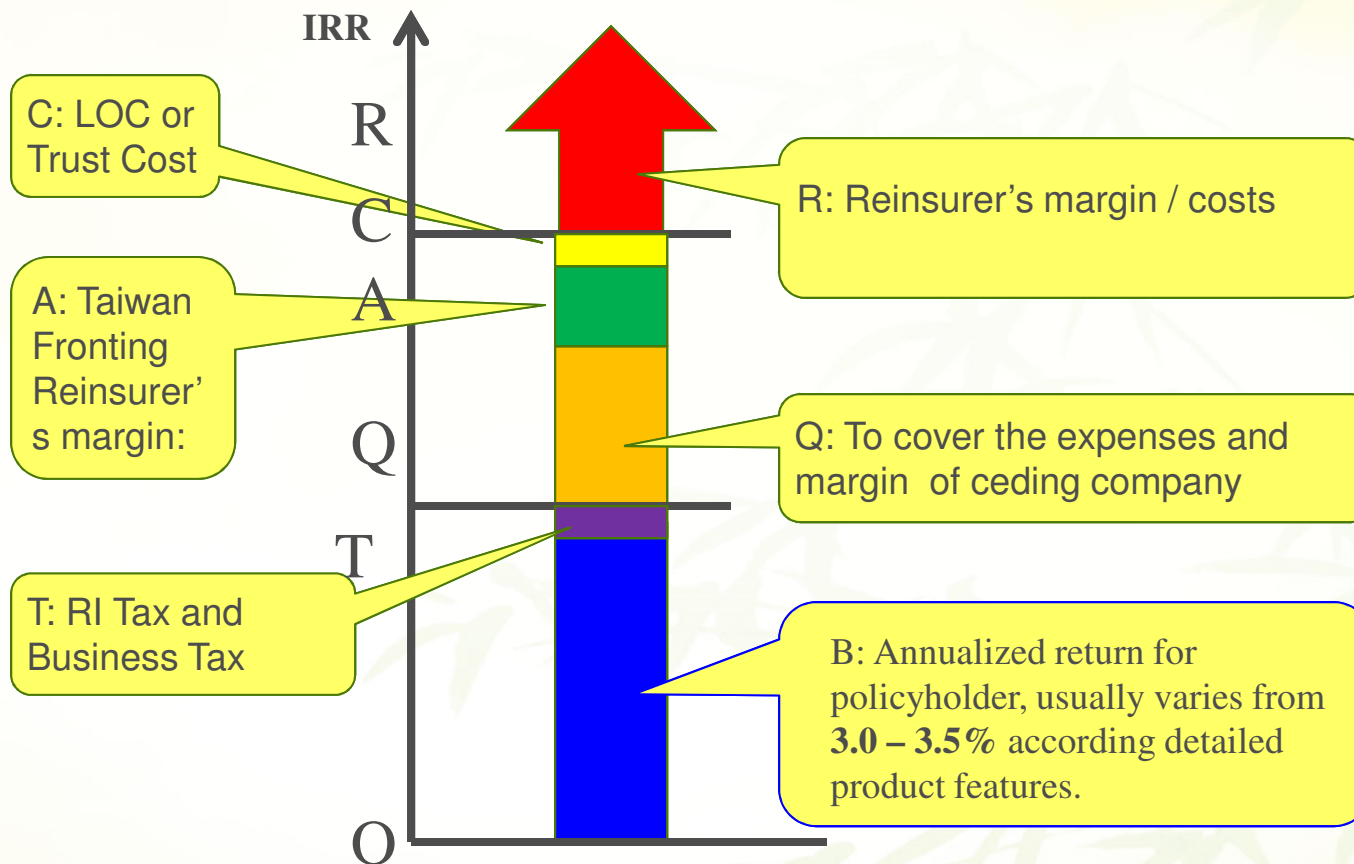 IRR
C: LOC or
Trust Cost
R
R: Reinsurer's margin / costs
C
A: Taiwan
Fronting
Reinsurer'
s margin:
A
Q
Q: To cover the expenses and
margin  of ceding company
T
T: RI Tax and
Business Tax
B: Annualized return for
policyholder, usually varies from
3.0 – 3.5% according detailed
product features.
O